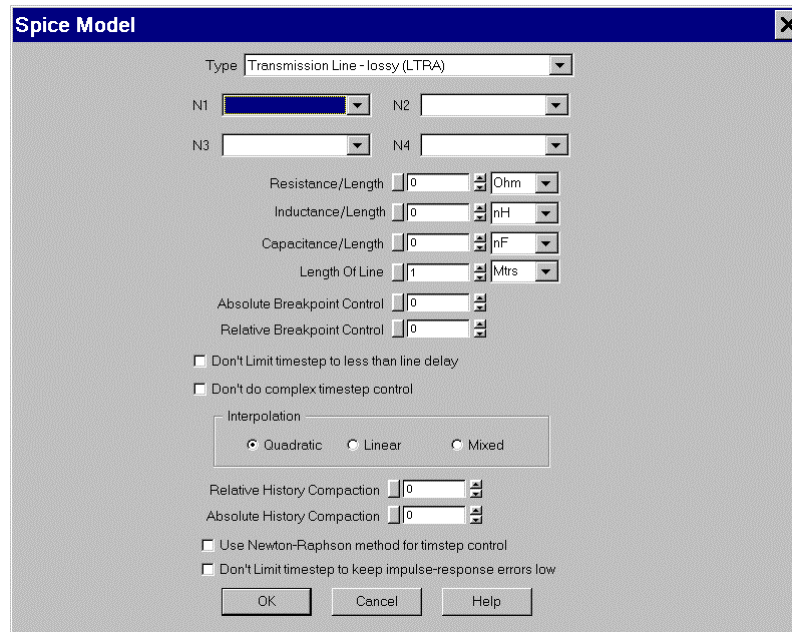 Spice Model
Type Transmission Line - lossy (LTRA)
N1 N2
N3 N4
Resistance/Length 0 Ohm
Inductance/Length 0 nH
Capacitance/Length 0 nF
Length Of Line 1 Mtrs
Absolute Breakpoint Control 0
Relative Breakpoint Control 0
Don't Limit timestep to less than line delay
Don't do complex timestep control
Interpolation
Quadratic Linear Mixed
Relative History Compaction 0
Absolute History Compaction 0
Use Newton-Raphson method for timstep control
Don't Limit timestep to keep impulse-response errors low
OK Cancel Help